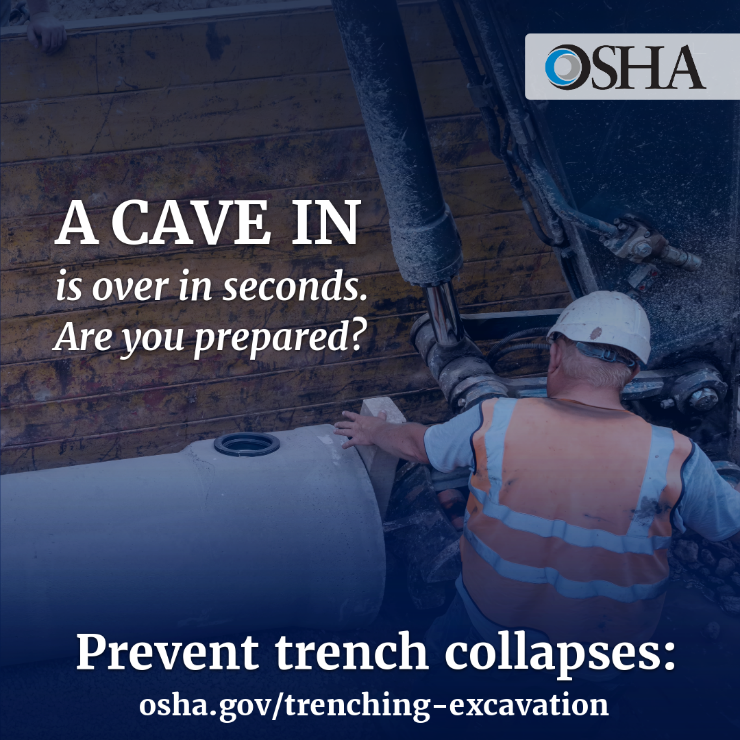 OSHA
A CAVE IN
is over in seconds.
Are you prepared?
Prevent trench collapses:
osha.gov/trenching-excavation